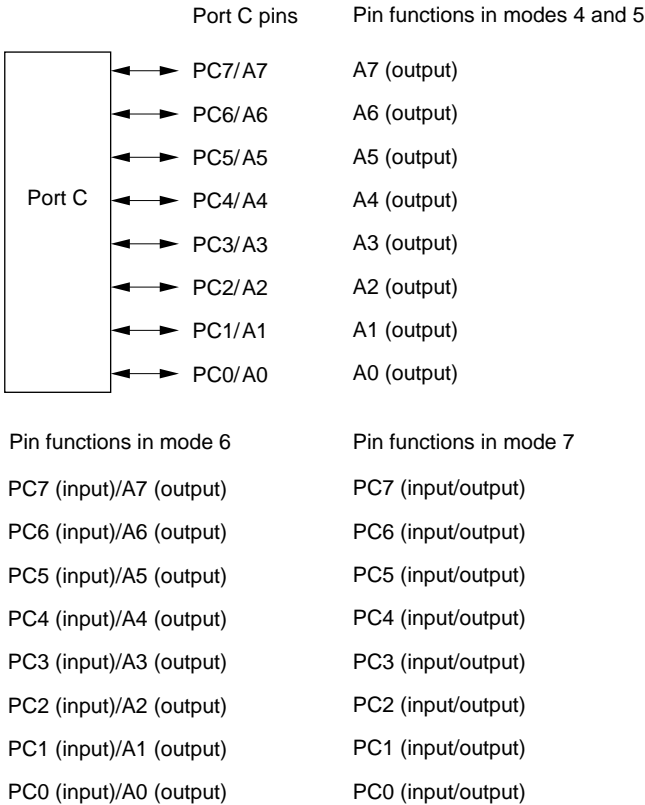 Port C pins Pin functions in modes 4 and 5
PC7/A7 A7 (output)
PC6/A6 A6 (output)
PC5/A5 A5 (output)
Port C PC4/A4 A4 (output)
PC3/A3 A3 (output)
PC2/A2 A2 (output)
PC1/A1 A1 (output)
PC0/A0 A0 (output)
Pin functions in mode 6 Pin functions in mode 7
PC7 (input)/A7 (output) PC7 (input/output)
PC6 (input)/A6 (output) PC6 (input/output)
PC5 (input)/A5 (output) PC5 (input/output)
PC4 (input)/A4 (output) PC4 (input/output)
PC3 (input)/A3 (output) PC3 (input/output)
PC2 (input)/A2 (output) PC2 (input/output)
PC1 (input)/A1 (output) PC1 (input/output)
PC0 (input)/A0 (output) PC0 (input/output)